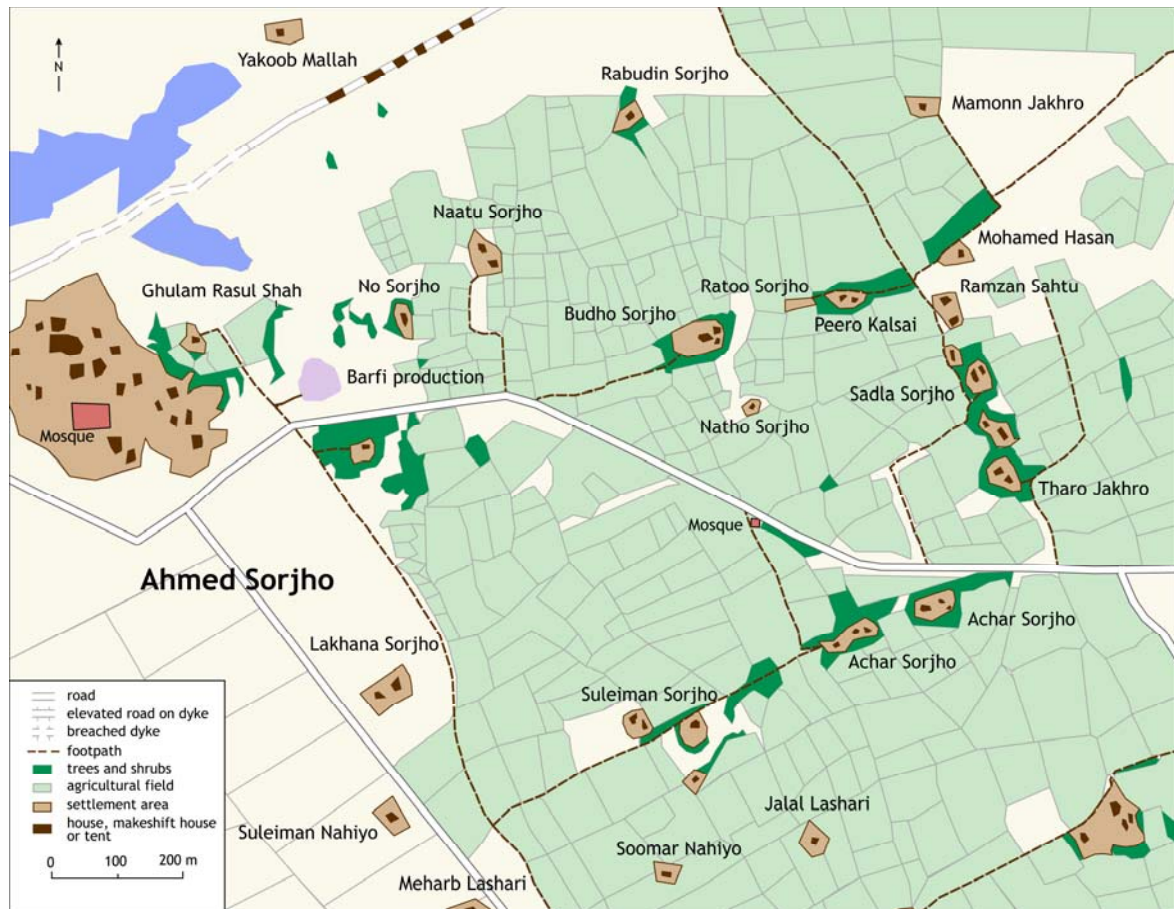 Yakoob Mallah
N
Rabudin Sorjho
Mamonn Jakhro
Naatu Sorjho
Mohamed Hasan
Ghulam Rasul Shah
No Sorjho
Ratoo Sorjho
Ramzan Sahtu
Budho Sorjho
Peero Kalsai
Barfi production
Sadla Sorjho
Natho Sorjho
Mosque
Tharo Jakhro
Mosque
Ahmed Sorjho
Achar Sorjho
Lakhana Sorjho
Achar Sorjho
Suleiman Sorjho
road
elevated road on dyke
breached dyke
footpath
trees and shrubs
agricultural field
settlement area
house, makeshift house
or tent
0 100 200 m
Suleiman Nahiyo
Jalal Lashari
Soomar Nahiyo
Meharb Lashari